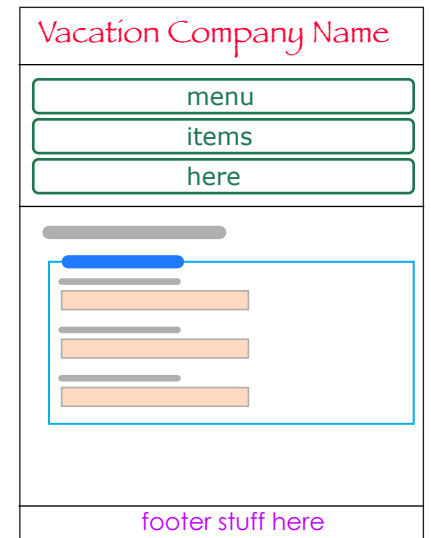 Vacation Company Name
menu
items
here
footer stuff here